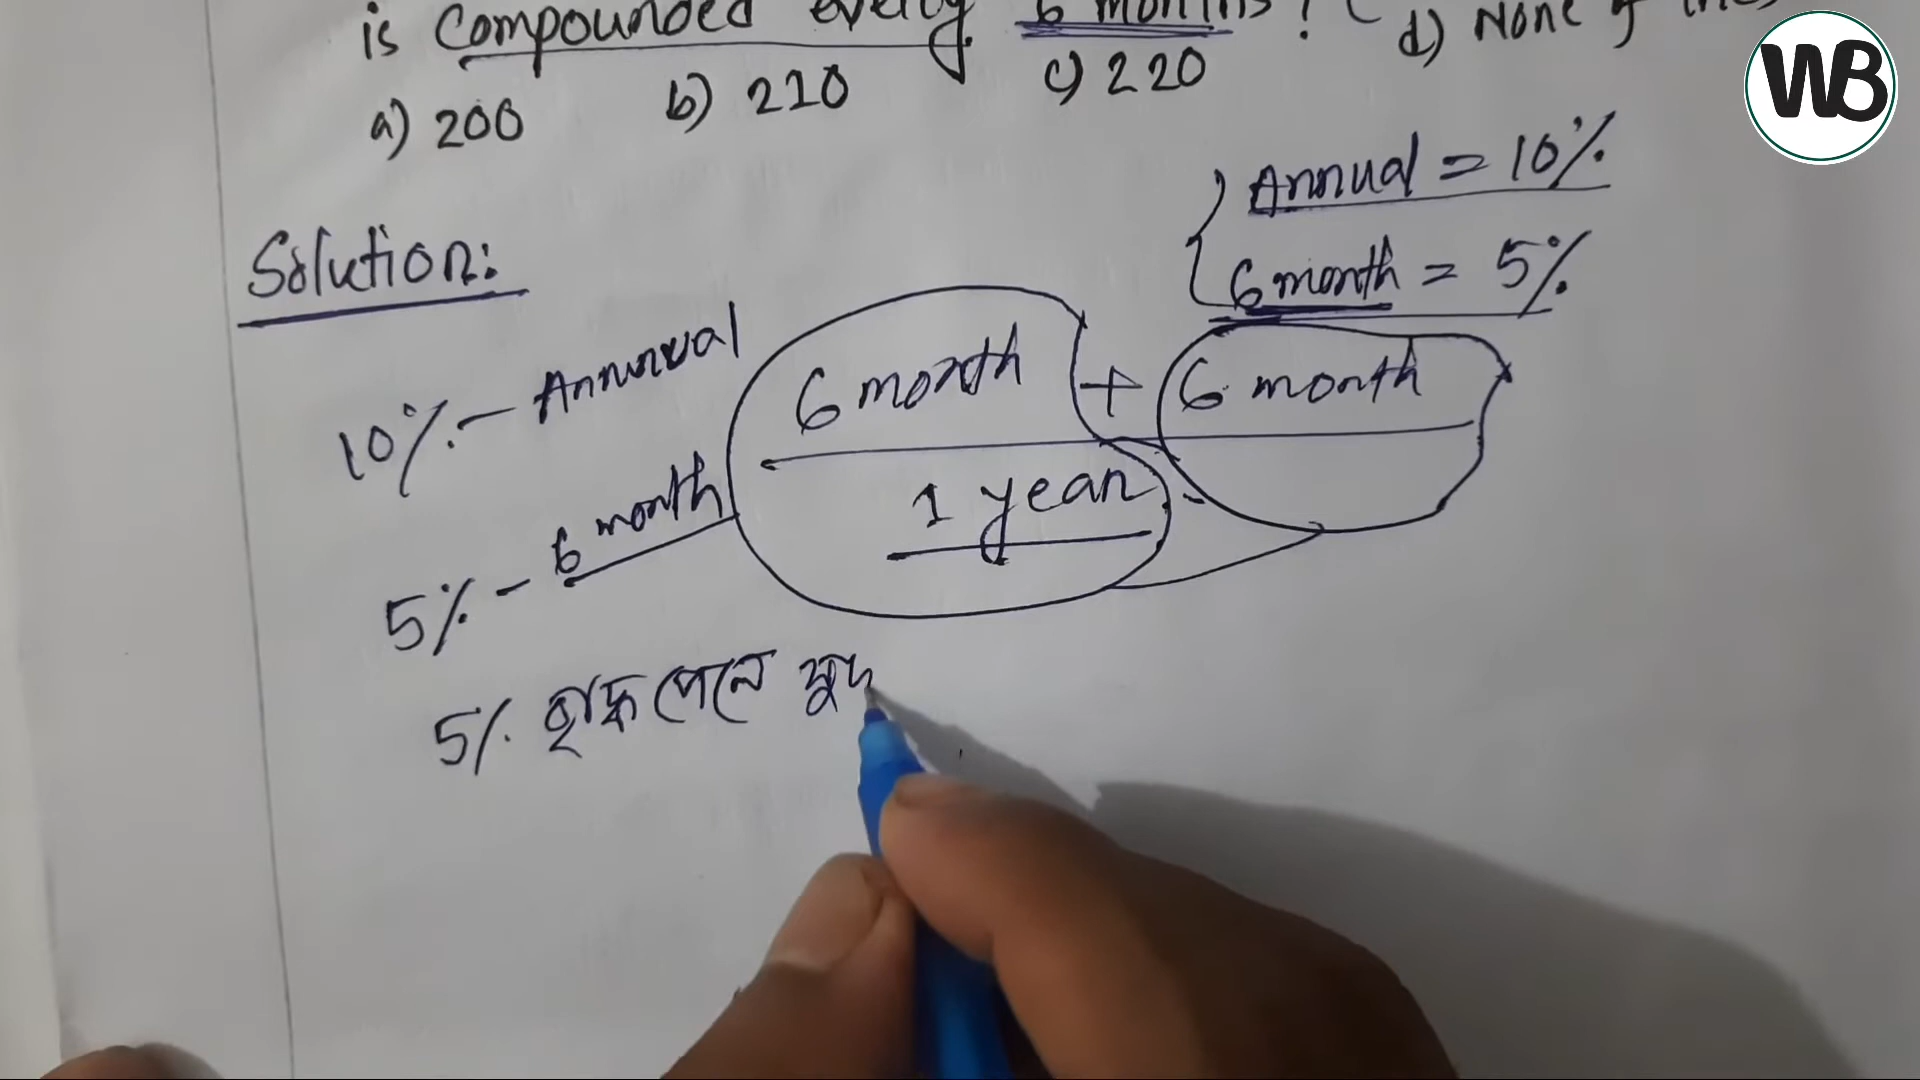 is compounded every 6 months?
d) None of
a) 200 b) 210 c) 220
WB
Annual = 10%
6 month = 5%
Solution:
10% - Annual
6 month + 6 month
1 year
5% - 6 month
5% বৃদ্ধি পেলে সুদ